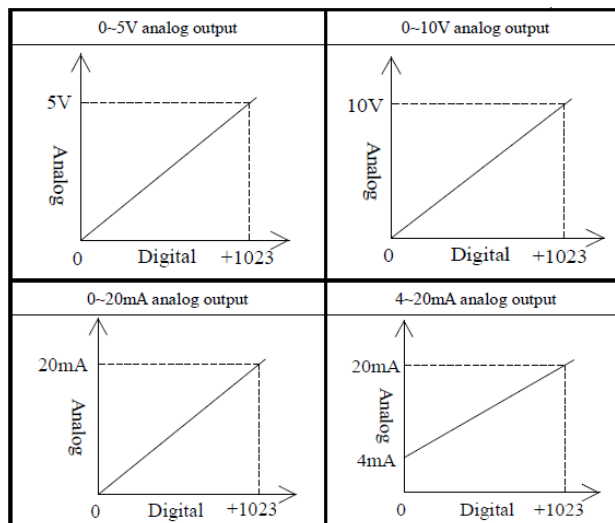 0~5V analog output
5V
Analog
0
Digital
+1023
0~10V analog output
10V
Analog
0
Digital
+1023
0~20mA analog output
20mA
Analog
0
Digital
+1023
4~20mA analog output
20mA
Analog
4mA
0
Digital
+1023